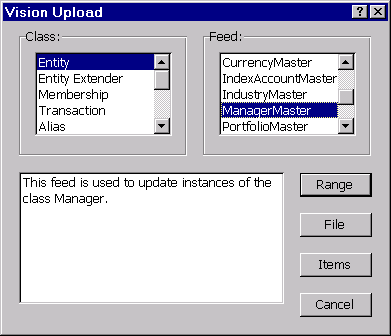 Vision Upload
Class:
Entity
Entity Extender
Membership
Transaction
Alias
Feed:
CurrencyMaster
IndexAccountMaster
IndustryMaster
ManagerMaster
PortfolioMaster
This feed is used to update instances of the
class Manager.
Range
File
Items
Cancel